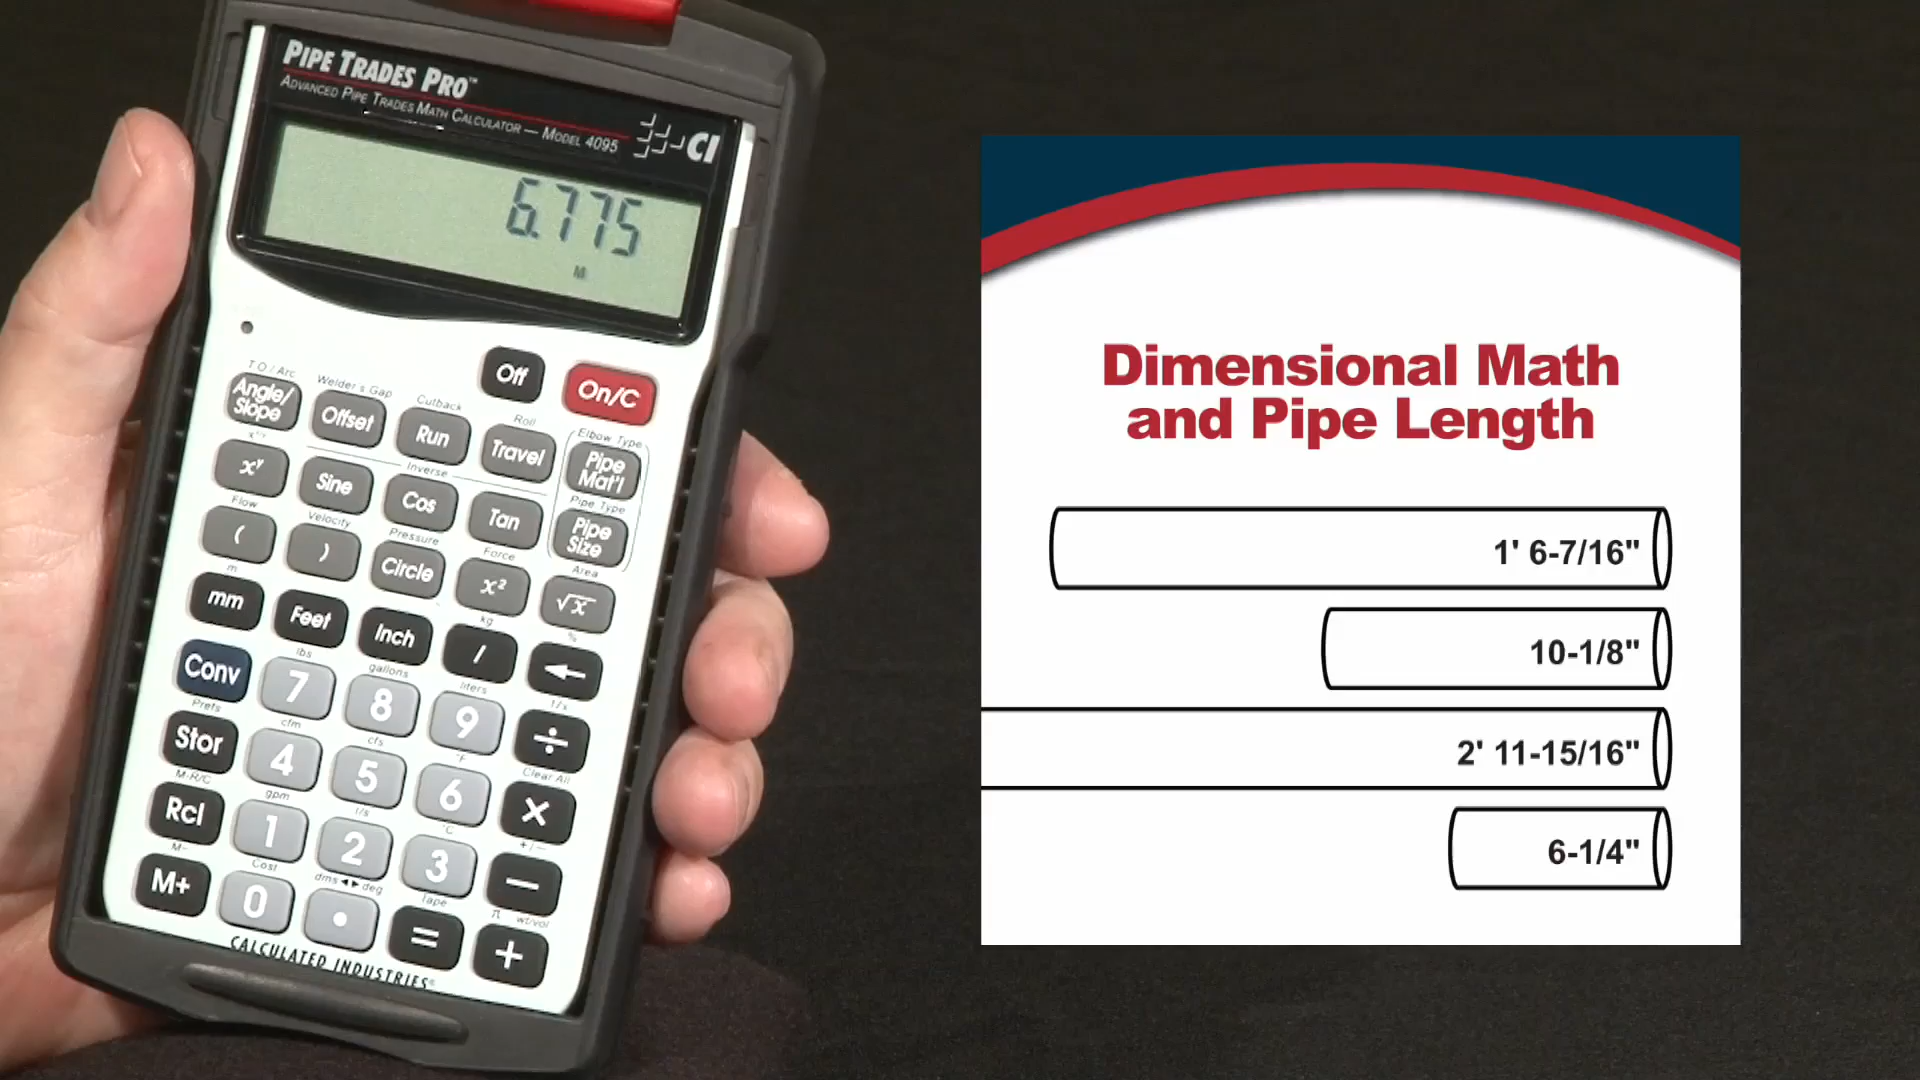 PIPE TRADES PRO™
ADVANCED PIPE TRADES MATH CALCULATOR — MODEL 4095
CI
6.775
M
Off
On/C
T.O./Arc
Welder's Gap
Cutback
Roll
Elbow Type
Angle/
Slope
Offset
Run
Travel
Pipe
Mat'l
Inverse
Pipe Type
xʸ
Sine
Cos
Tan
Pipe
Size
Flow
Velocity
Pressure
Force
Area
(
)
Circle
x²
√x
m
kg
%
mm
Feet
Inch
/
←
lbs
gallons
liters
1/x
Conv
7
8
9
÷
Prefs
cfm
cfs
°F
Clear All
Stor
4
5
6
×
M-R/C
gpm
l/s
°C
+/−
Rcl
1
2
3
−
M-
Cost
dms◄►deg
Tape
π
wt/vol
M+
0
•
=
+
CALCULATED INDUSTRIES®
Dimensional Math
and Pipe Length
1' 6-7/16"
10-1/8"
2' 11-15/16"
6-1/4"